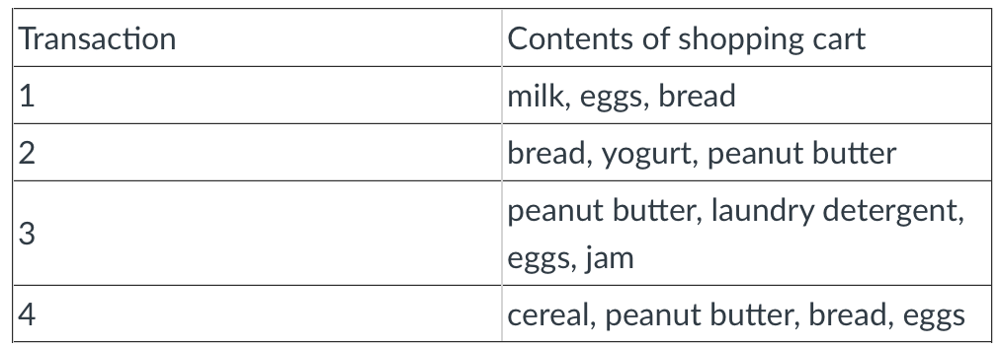 Transaction
Contents of shopping cart
1
milk, eggs, bread
2
bread, yogurt, peanut butter
3
peanut butter, laundry detergent,
eggs, jam
4
cereal, peanut butter, bread, eggs